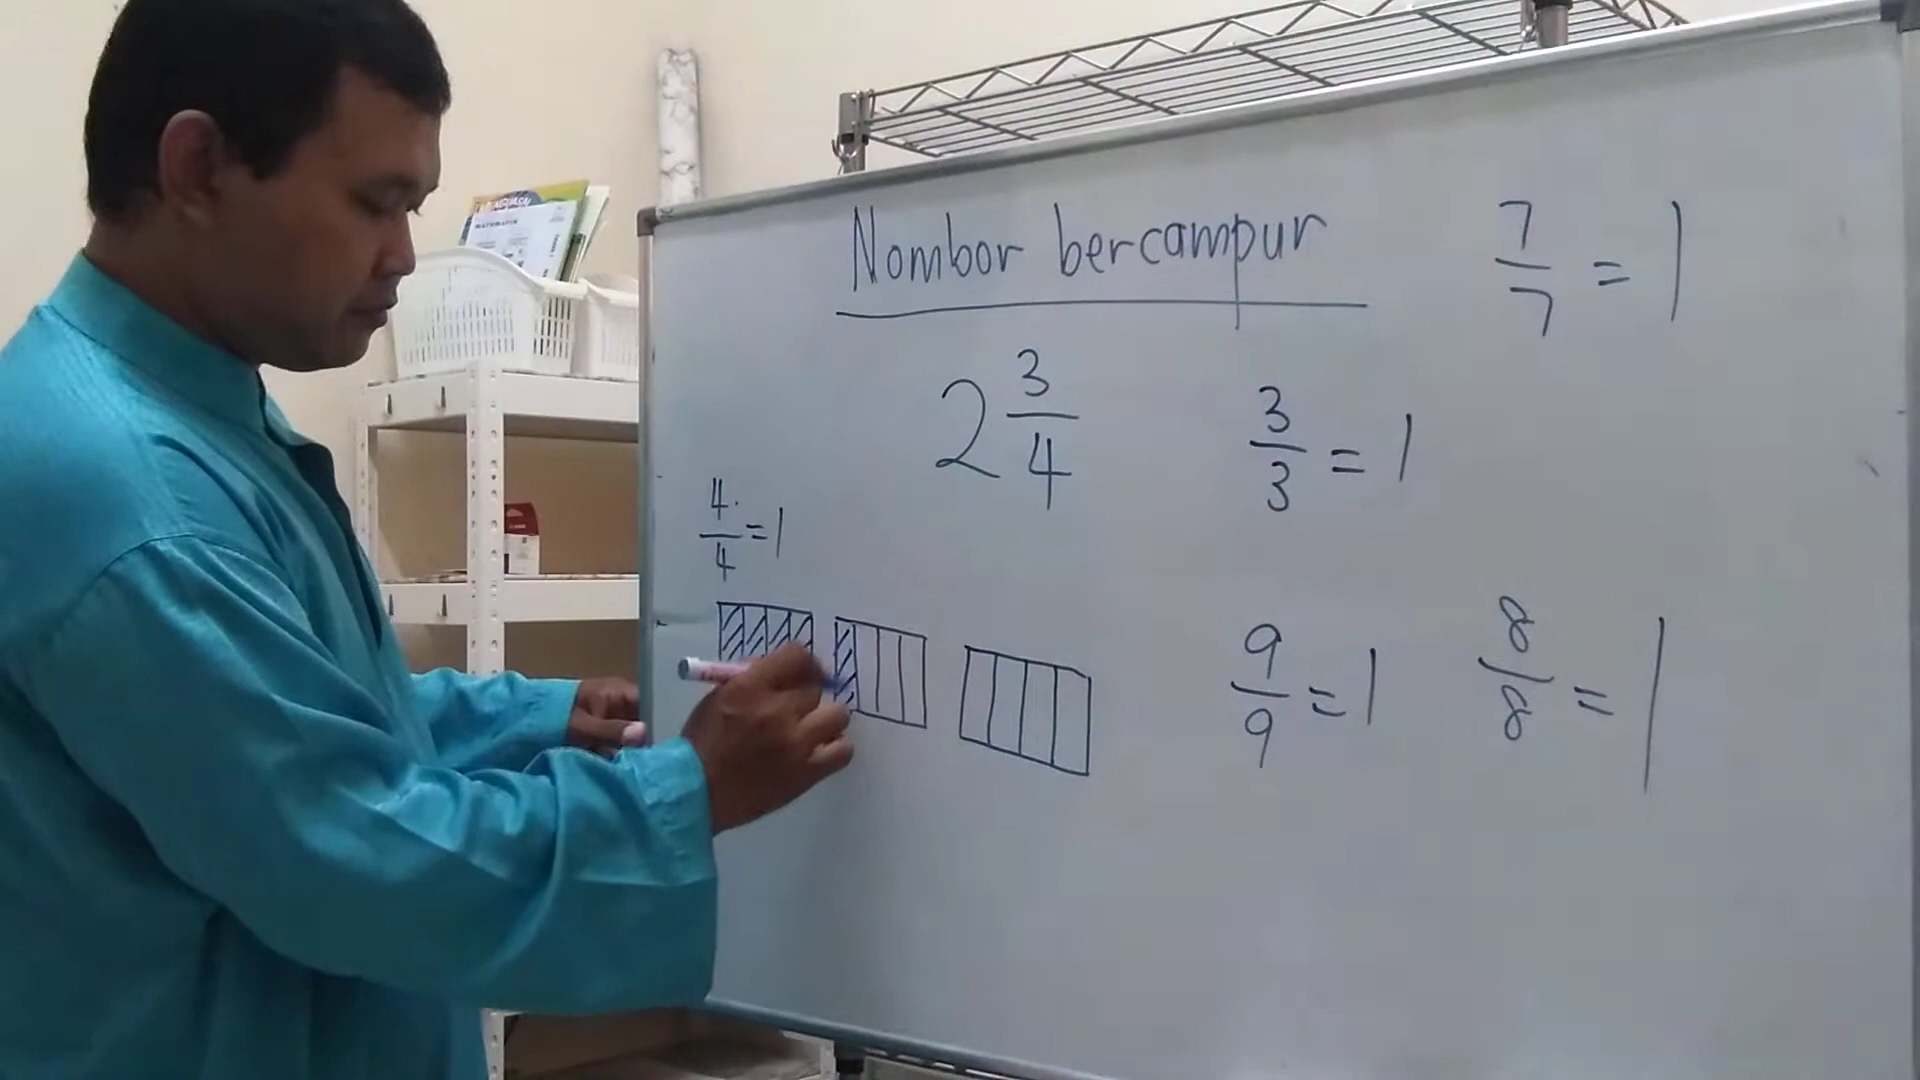 Nombor bercampur
7/7 = 1
2 3/4
3/3 = 1
4/4 = 1
9/9 = 1
8/8 = 1
MATEMATIK